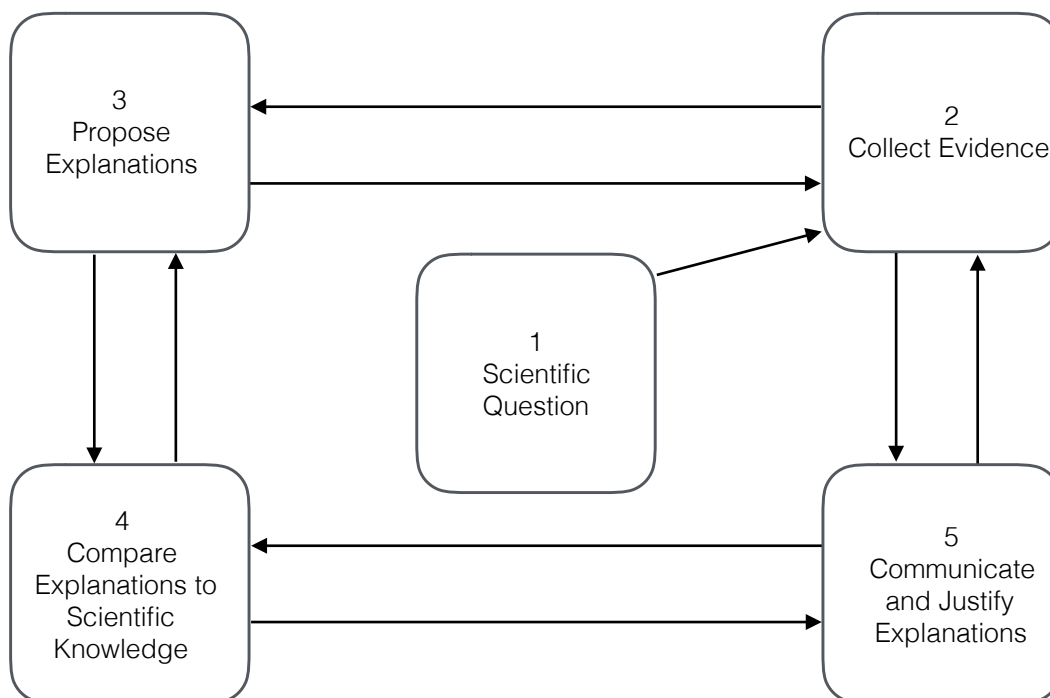 3
Propose
Explanations
2
Collect Evidence
1
Scientific
Question
4
Compare
Explanations to
Scientific
Knowledge
5
Communicate
and Justify
Explanations